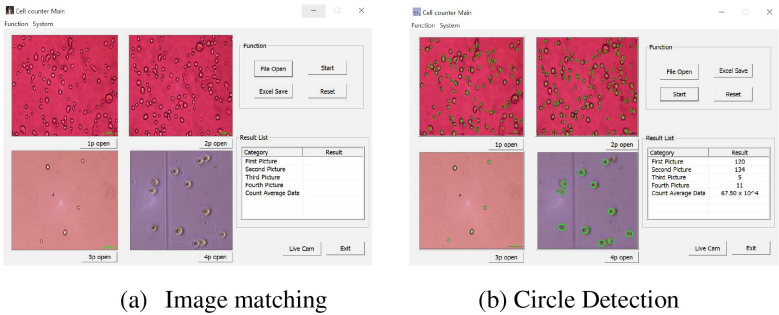 Cell counter Main
Function System
1p open
2p open
3p open
4p open
Function
File Open
Start
Excel Save
Reset
Result List
Category Result
First Picture
Second Picture
Third Picture
Fourth Picture
Count Average Data
Live Cam
Exit
(a) Image matching
Cell counter Main
Function System
1p open
2p open
3p open
4p open
Function
File Open
Excel Save
Start
Reset
Result List
Category Result
First Picture 120
Second Picture 134
Third Picture 5
Fourth Picture 11
Count Average Data 67.50 x 10^4
Live Cam
Exit
(b) Circle Detection